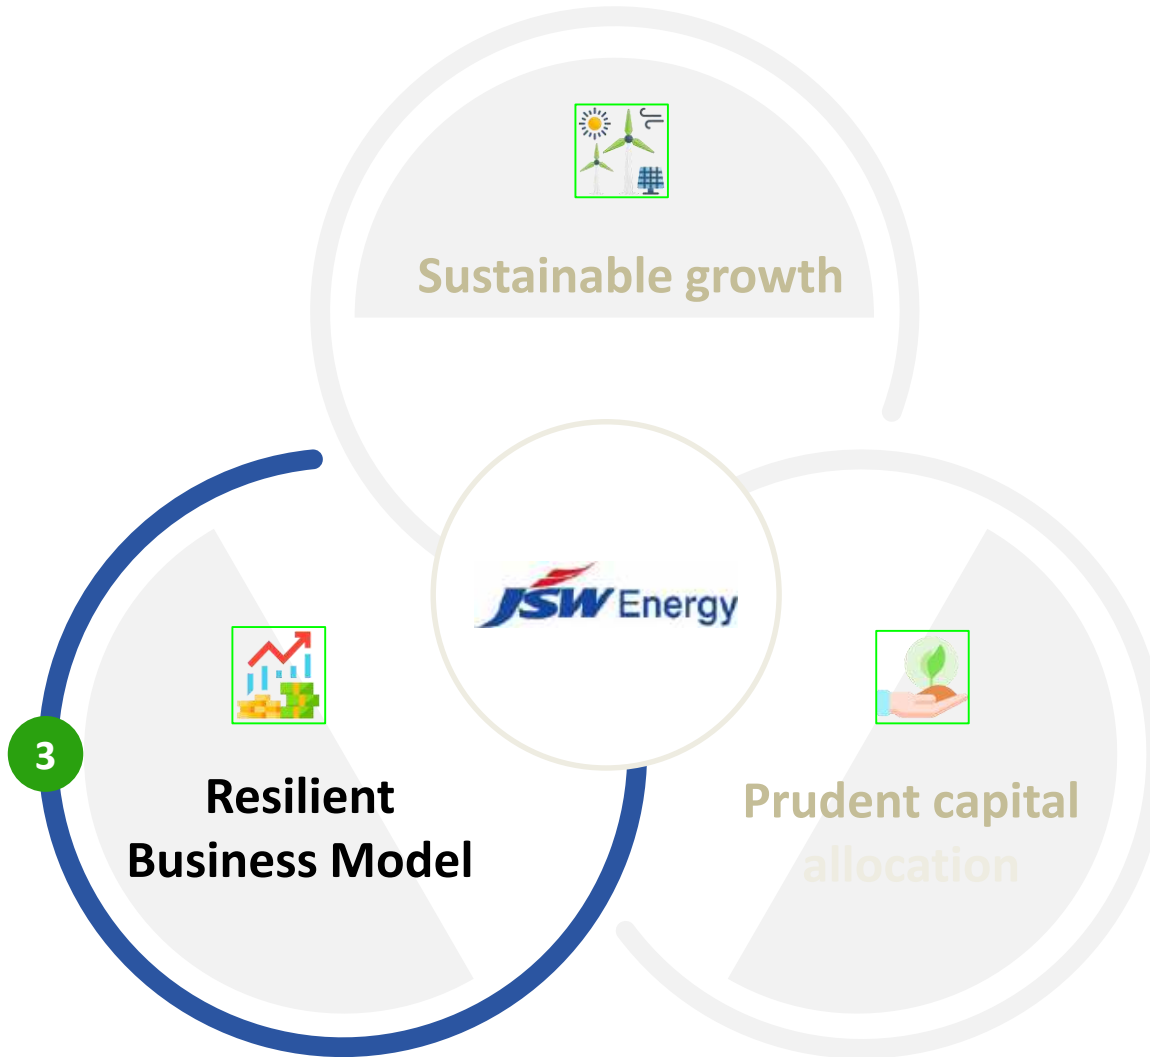 Sustainable growth
JSW Energy
3
Resilient
Business Model
Prudent capital
allocation